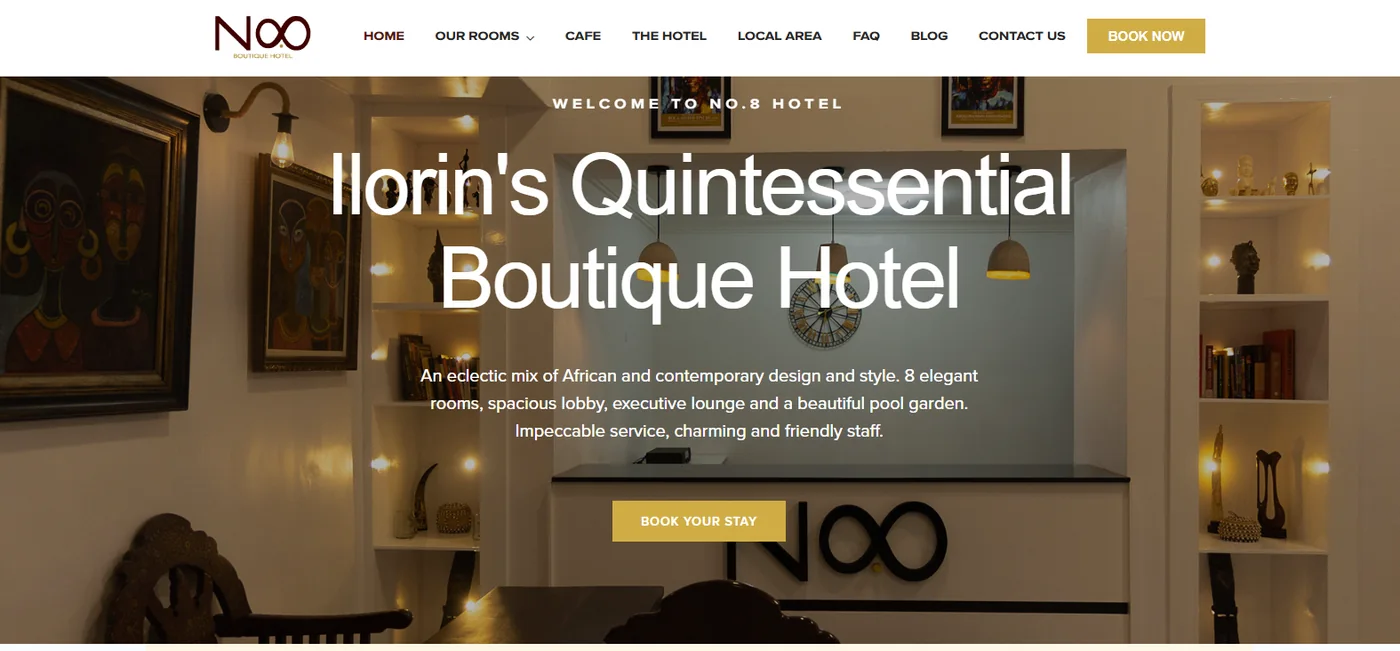 NO8
BOUTIQUE HOTEL
HOME
OUR ROOMS
CAFE
THE HOTEL
LOCAL AREA
FAQ
BLOG
CONTACT US
BOOK NOW
WELCOME TO NO.8 HOTEL
Ilorin's Quintessential
Boutique Hotel
An eclectic mix of African and contemporary design and style. 8 elegant
rooms, spacious lobby, executive lounge and a beautiful pool garden.
Impeccable service, charming and friendly staff.
BOOK YOUR STAY
NO8